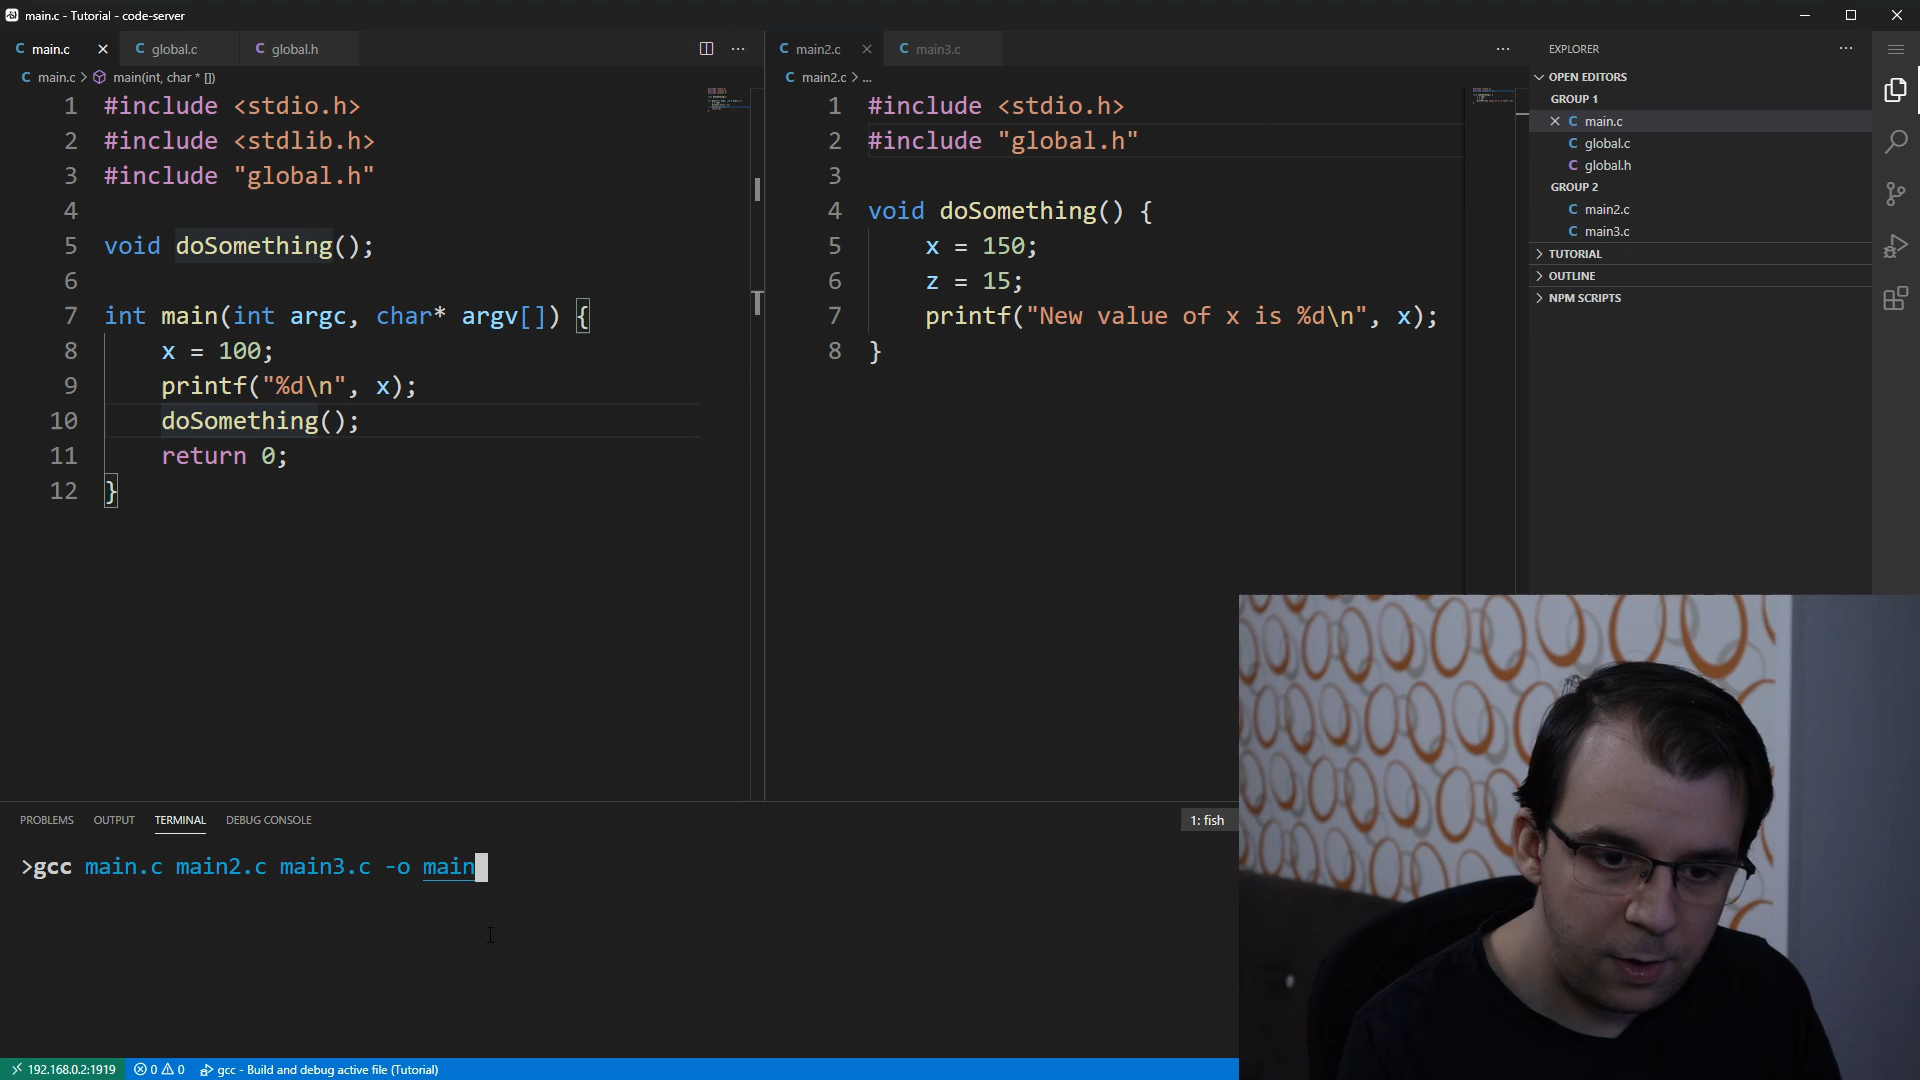 main.c - Tutorial - code-server
main.c
global.c
global.h
main.c > main(int, char * [])
1 #include <stdio.h>
2 #include <stdlib.h>
3 #include "global.h"
4
5 void doSomething();
6
7 int main(int argc, char* argv[]) {
8 x = 100;
9 printf("%d\n", x);
10 doSomething();
11 return 0;
12 }
main2.c
main3.c
main2.c > ...
1 #include <stdio.h>
2 #include "global.h"
3
4 void doSomething() {
5 x = 150;
6 z = 15;
7 printf("New value of x is %d\n", x);
8 }
EXPLORER
OPEN EDITORS
GROUP 1
main.c
global.c
global.h
GROUP 2
main2.c
main3.c
TUTORIAL
OUTLINE
NPM SCRIPTS
PROBLEMS OUTPUT TERMINAL DEBUG CONSOLE
1: fish
>gcc main.c main2.c main3.c -o main
192.168.0.2:1919 0 0 gcc - Build and debug active file (Tutorial)